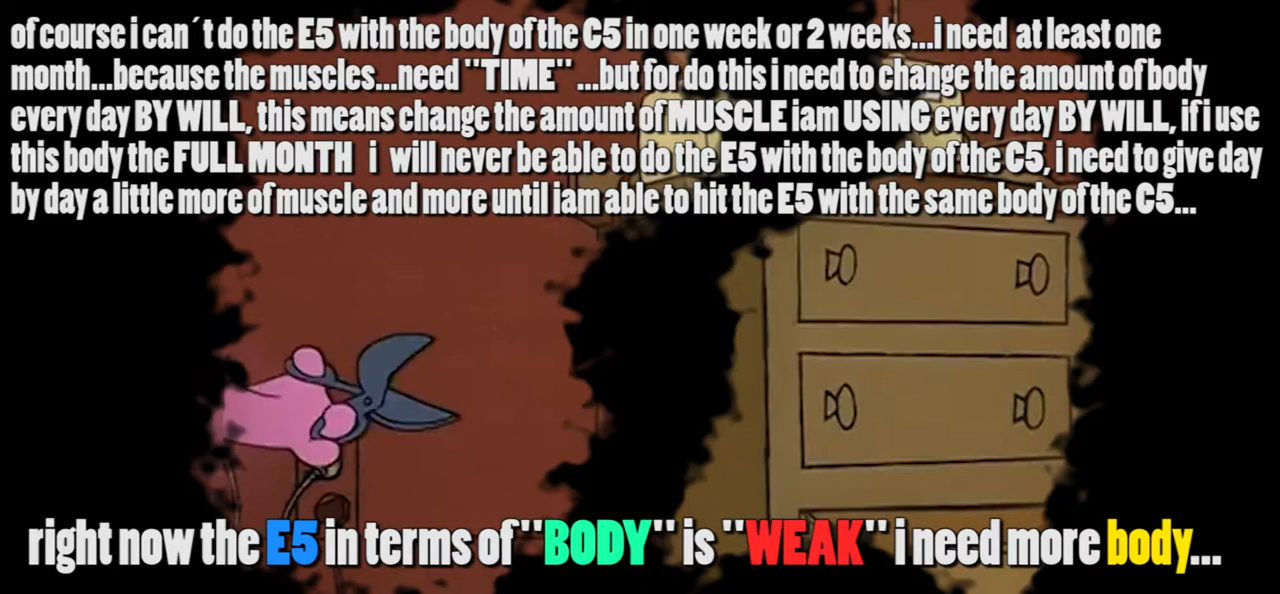 of course i can´t do the E5 with the body of the C5 in one week or 2 weeks...i need at least one
month...because the muscles...need "TIME" ...but for do this i need to change the amount of body
every day BY WILL, this means change the amount of MUSCLE iam USING every day BY WILL, if i use
this body the FULL MONTH i will never be able to do the E5 with the body of the C5, i need to give day
by day a little more of muscle and more until iam able to hit the E5 with the same body of the C5...
right now the E5 in terms of "BODY" is "WEAK" i need more body...